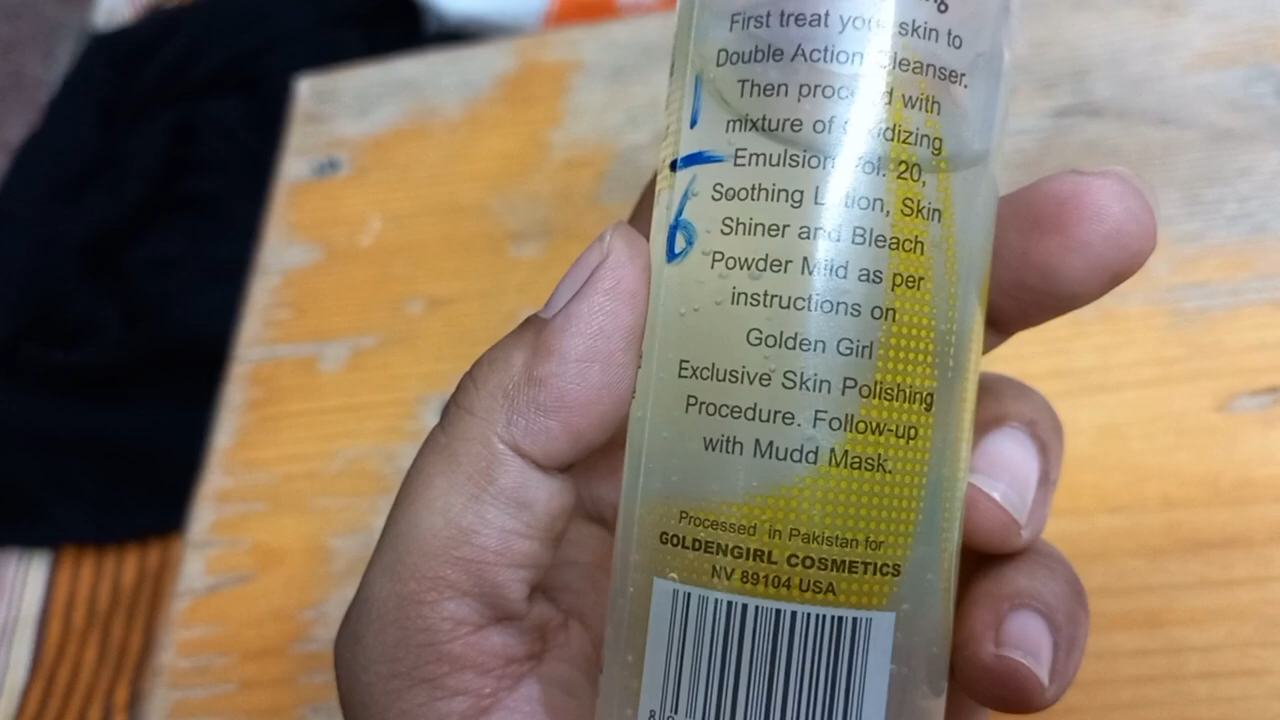 First treat your skin to
Double Action Cleanser.
Then proceed with
mixture of Oxidizing
Emulsion Vol. 20,
Soothing Lotion, Skin
Shiner and Bleach
Powder Mild as per
instructions on
Golden Girl
Exclusive Skin Polishing
Procedure. Follow-up
with Mudd Mask.
Processed in Pakistan for
GOLDENGIRL COSMETICS
NV 89104 USA
1
-
6